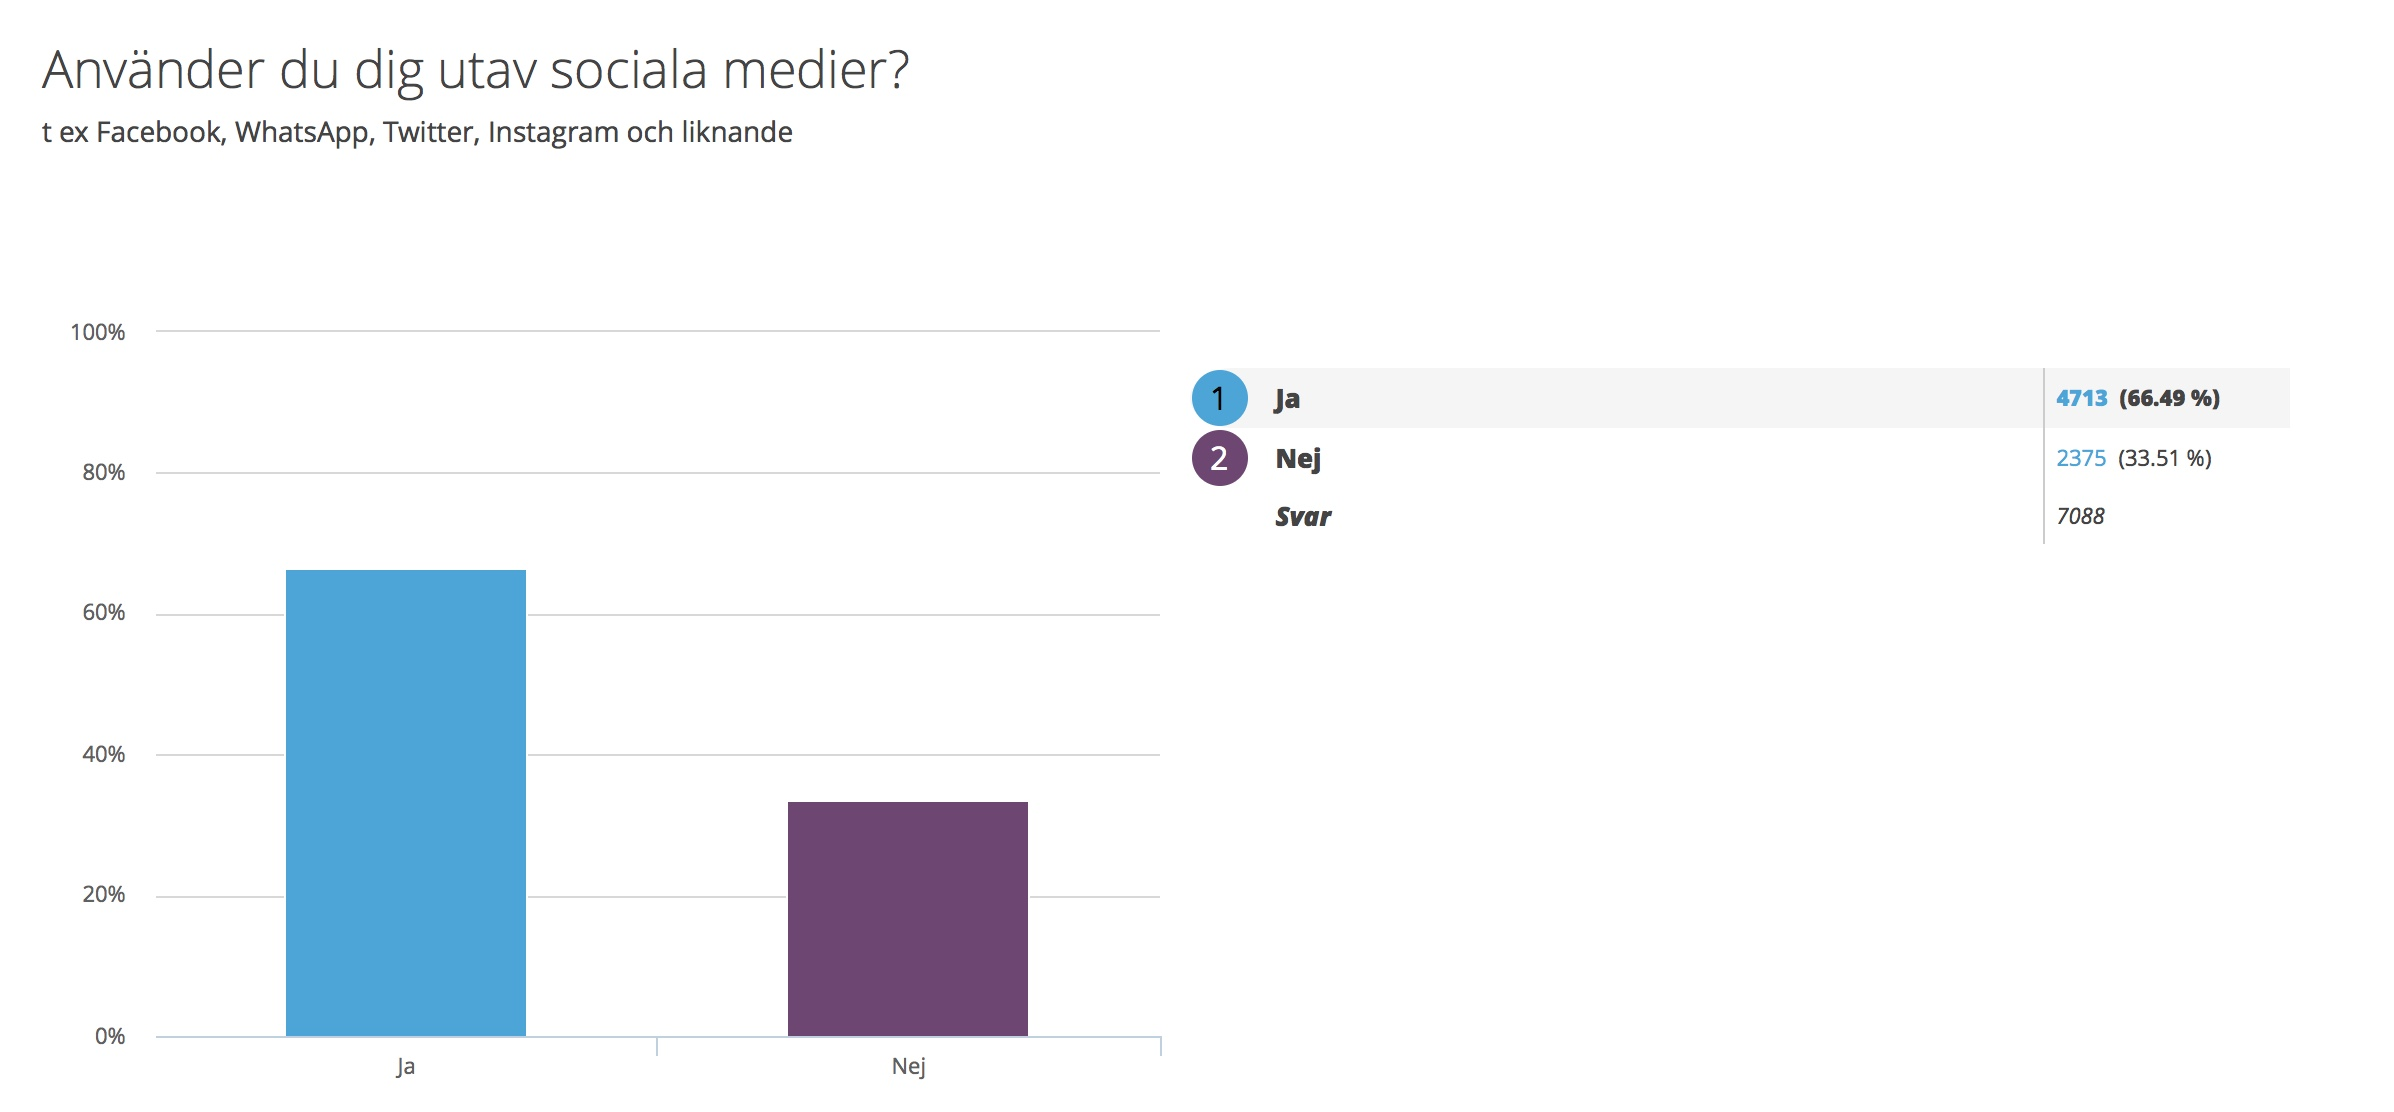 Använder du dig utav sociala medier?
t ex Facebook, WhatsApp, Twitter, Instagram och liknande
100%
80%
60%
40%
20%
0%
Ja
Nej
1 Ja 4713 (66.49 %)
2 Nej 2375 (33.51 %)
Svar 7088